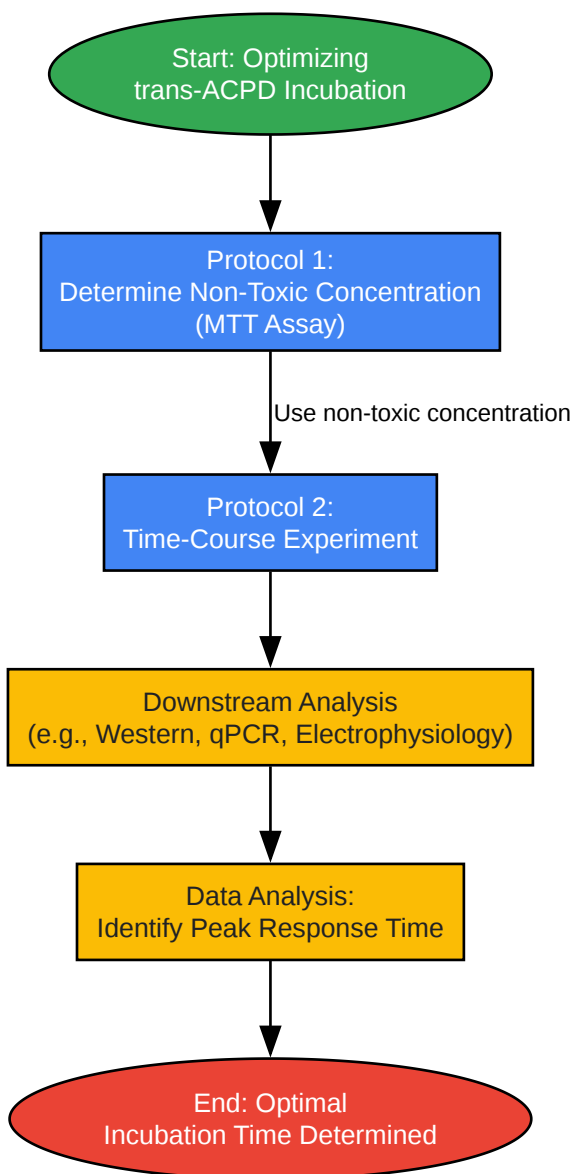 Start: Optimizing
trans-ACPD Incubation
Protocol 1:
Determine Non-Toxic Concentration
(MTT Assay)
Use non-toxic concentration
Protocol 2:
Time-Course Experiment
Downstream Analysis
(e.g., Western, qPCR, Electrophysiology)
Data Analysis:
Identify Peak Response Time
End: Optimal
Incubation Time Determined